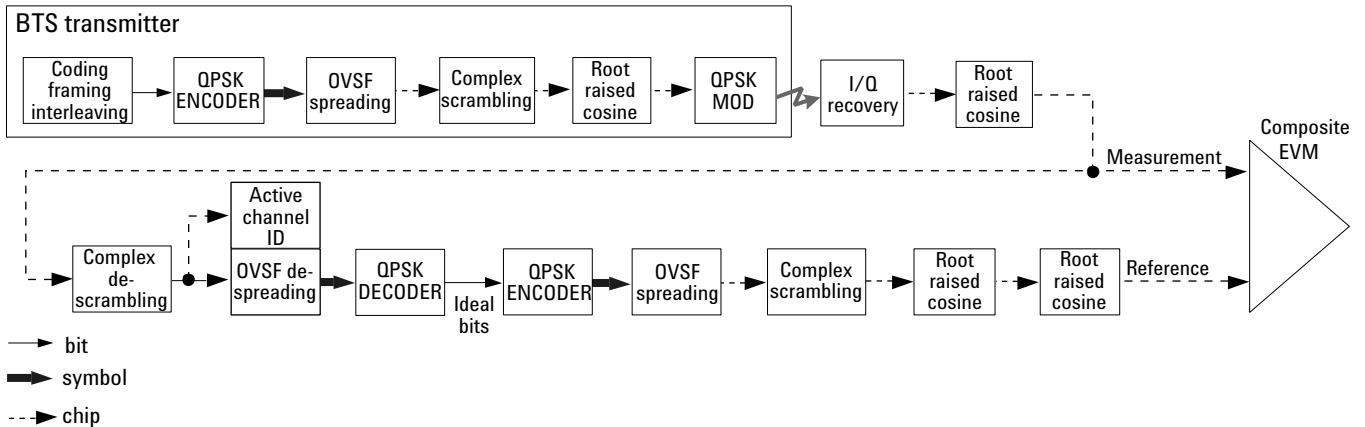 BTS transmitter
Coding
framing
interleaving
QPSK
ENCODER
OVSF
spreading
Complex
scrambling
Root
raised
cosine
QPSK
MOD
I/Q
recovery
Root
raised
cosine
Composite
EVM
Measurement
Active
channel
ID
Complex
de-
scrambling
OVSF de-
spreading
QPSK
DECODER
Ideal
bits
QPSK
ENCODER
OVSF
spreading
Complex
scrambling
Root
raised
cosine
Root
raised
cosine
Reference
bit
symbol
chip